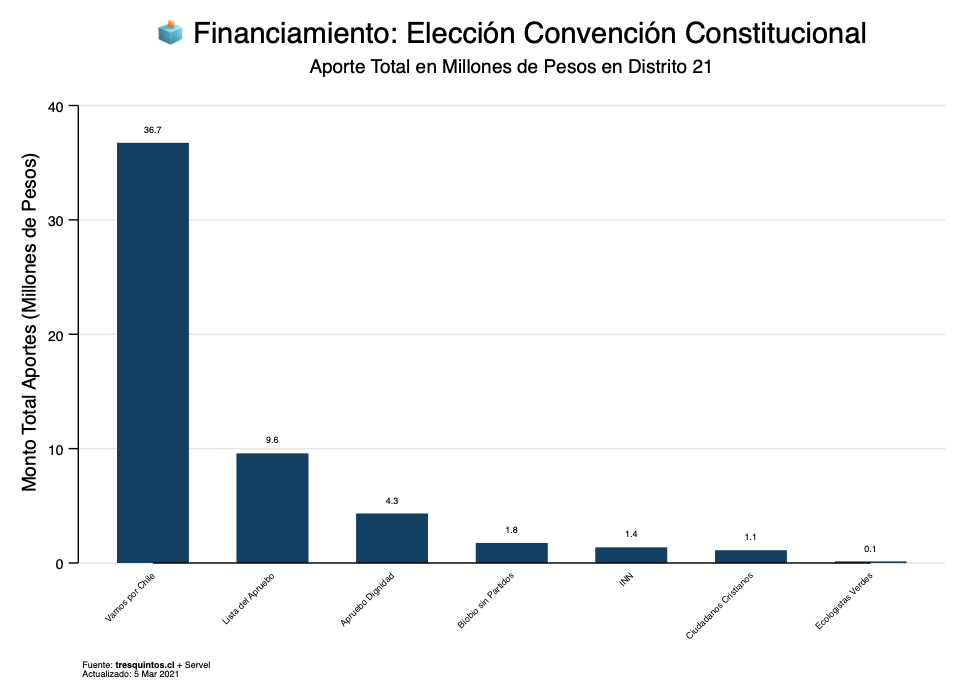 Financiamiento: Elección Convención Constitucional
Aporte Total en Millones de Pesos en Distrito 21
Monto Total Aportes (Millones de Pesos)
40
30
20
10
0
36.7
9.6
4.3
1.8
1.4
1.1
0.1
Vamos por Chile
Lista del Apruebo
Apruebo Dignidad
Biobio sin Partidos
INN
Ciudadanos Cristianos
Ecologistas Verdes
Fuente: tresquintos.cl + Servel
Actualizado: 5 Mar 2021